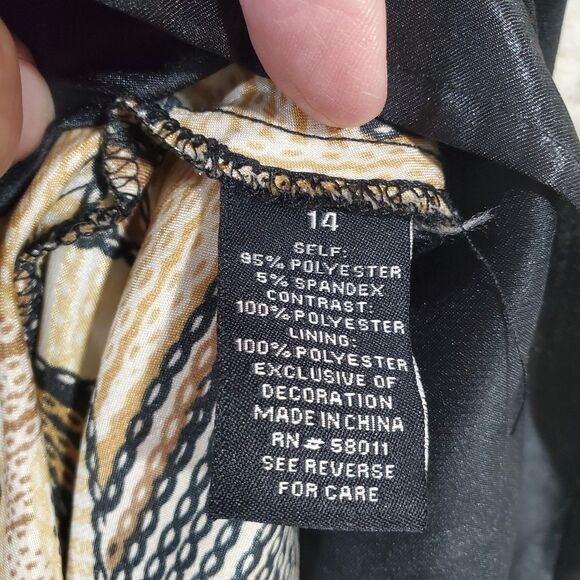 14
SELF:
95% POLYESTER
5% SPANDEX
CONTRAST:
100% POLYESTER
LINING:
100% POLYESTER
EXCLUSIVE OF
DECORATION
MADE IN CHINA
RN # 58011
SEE REVERSE
FOR CARE